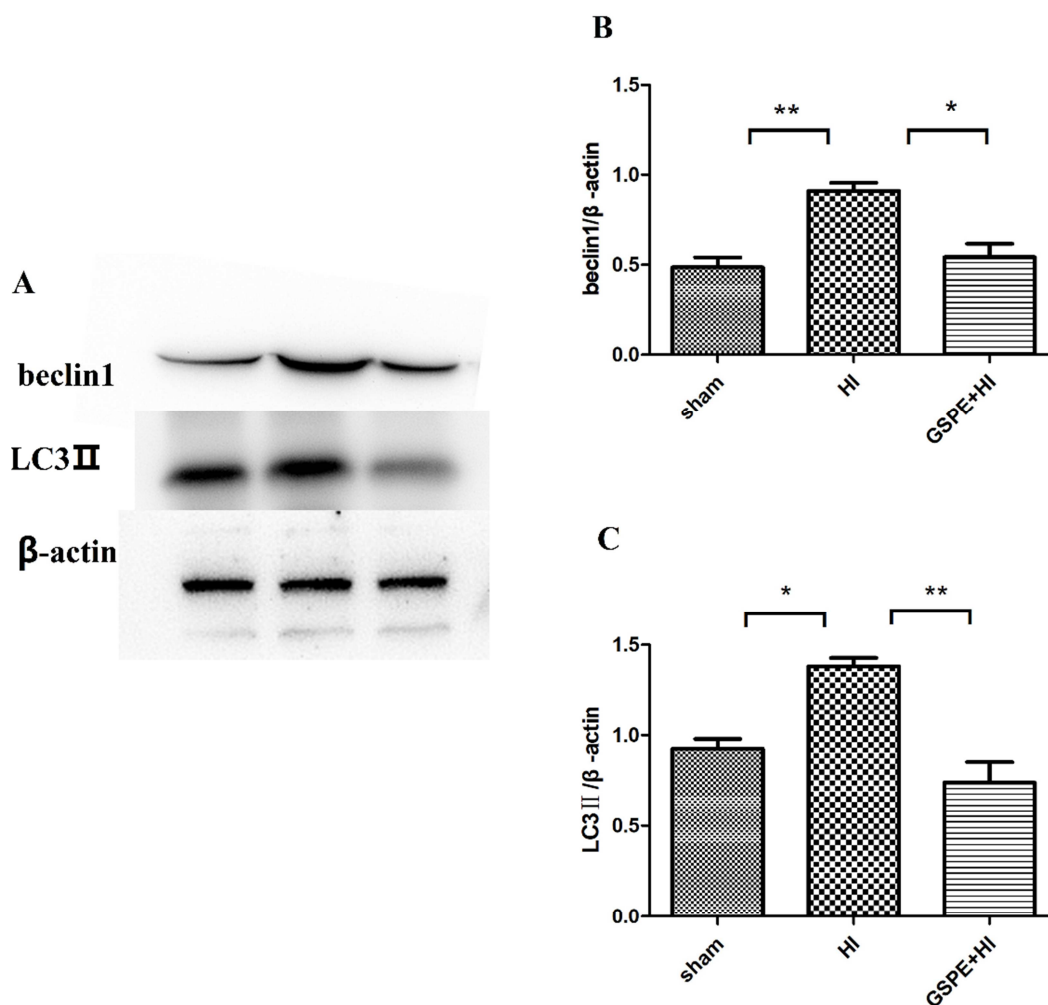 A
beclin1
LC3Ⅱ
β-actin
B
1.5
1.0
0.5
0.0
beclin1/β -actin
**
*
sham
HI
GSPE+HI
C
1.5
1.0
0.5
0.0
LC3Ⅱ/β -actin
*
**
sham
HI
GSPE+HI